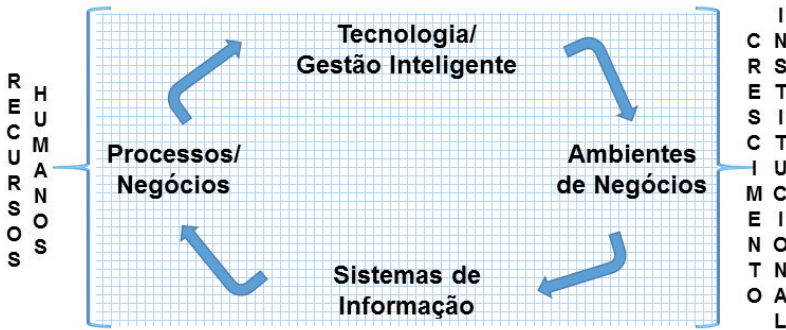 RECURSOS
HUMANOS
Tecnologia/
Gestão Inteligente
Processos/
Negócios
Ambientes
de Negócios
Sistemas de
Informação
CRESCIMENTO
INSTITUCIONAL